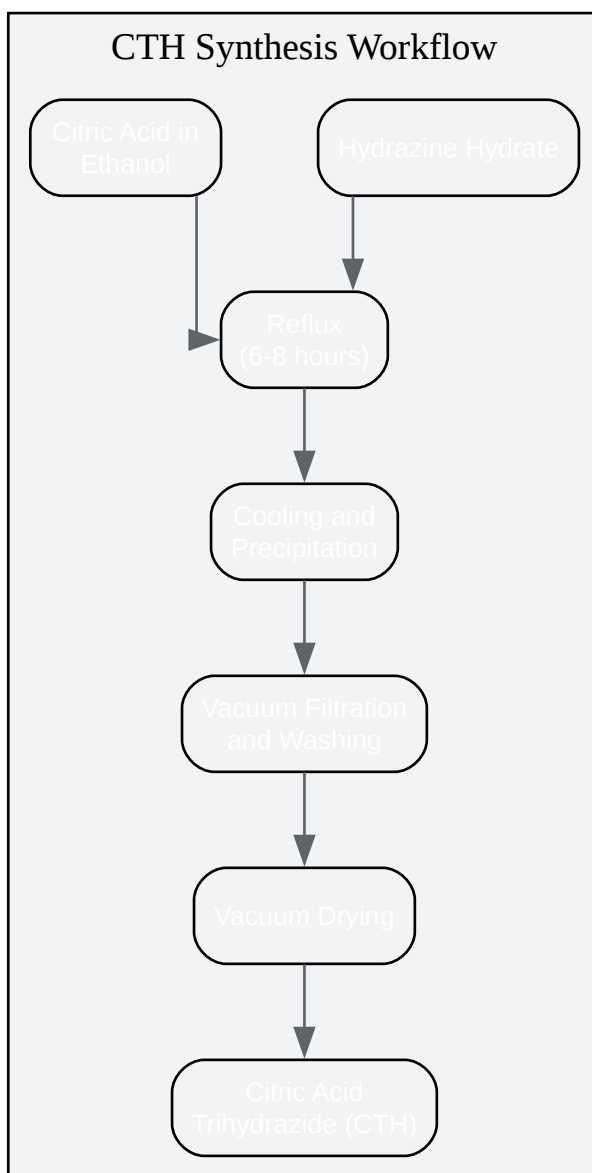 CTH Synthesis Workflow
Citric Acid in
Ethanol
Hydrazine Hydrate
Reflux
(6-8 hours)
Cooling and
Precipitation
Vacuum Filtration
and Washing
Vacuum Drying
Citric Acid
Trihydrazide (CTH)